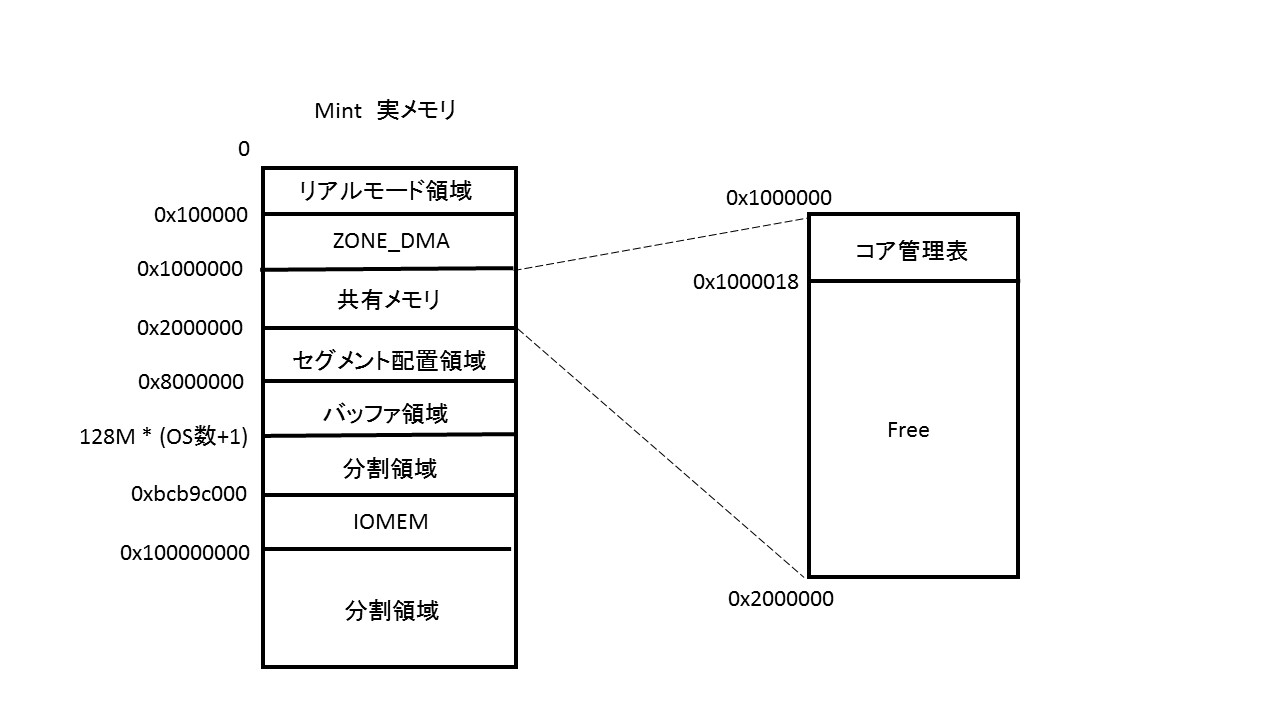 Mint 実メモリ
0
リアルモード領域
0x100000
ZONE_DMA
0x1000000
共有メモリ
0x2000000
セグメント配置領域
0x8000000
バッファ領域
128M * (OS数+1)
分割領域
0xbcb9c000
IOMEM
0x100000000
分割領域
0x1000000
コア管理表
0x1000018
Free
0x2000000